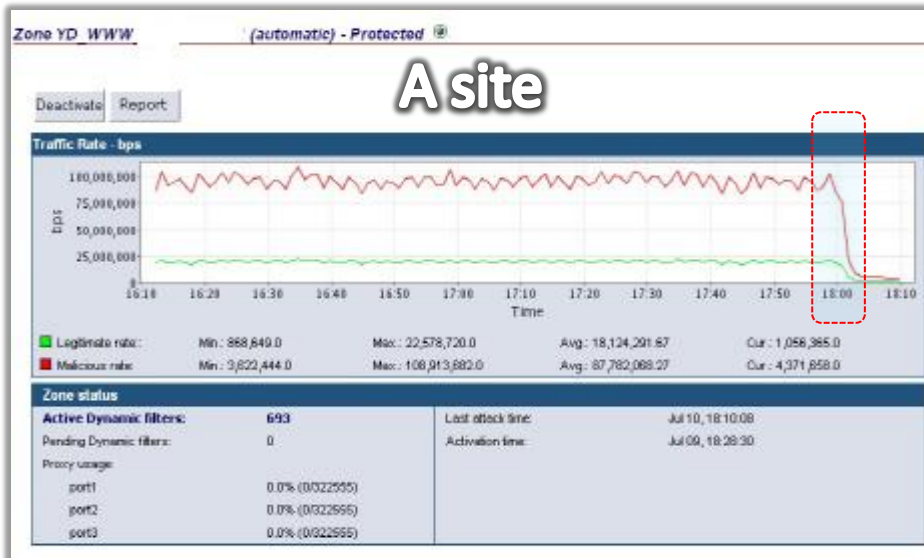 Zone YD_WWW (automatic) - Protected
A site
Deactivate Report
Traffic Rate - bps
100,000,000
75,000,000
50,000,000
25,000,000
0
bps
16:10 16:20 16:30 16:40 16:50 17:00 17:10 17:20 17:30 17:40 17:50 18:00 18:10
Time
Legitimate rate: Min.: 868,649.0 Max.: 22,578,720.0 Avg.: 18,124,291.67 Cur.: 1,056,365.0
Malicious rate: Min.: 3,622,444.0 Max.: 108,913,682.0 Avg.: 87,782,068.27 Cur.: 4,371,658.0
Zone status
Active Dynamic filters: 693 Last attack time: Jul 10, 18:10:08
Pending Dynamic filters: 0 Activation time: Jul 09, 18:28:30
Proxy usage:
port1 0.0% (0/322555)
port2 0.0% (0/322555)
port3 0.0% (0/322555)